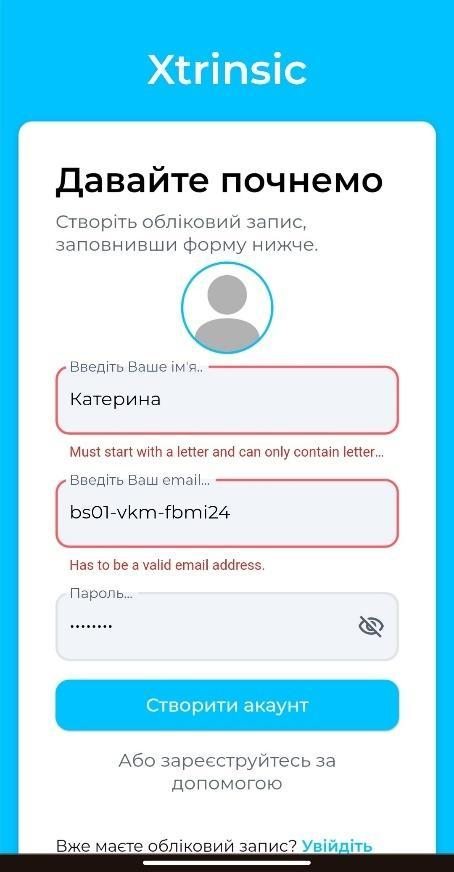 Xtrinsic
Давайте почнемо
Створіть обліковий запис,
заповнивши форму нижче.
Введіть Ваше ім'я..
Катерина
Must start with a letter and can only contain letter...
Введіть Ваш email...
bs01-vkm-fbmi24
Has to be a valid email address.
Пароль...
••••••••
Створити акаунт
Або зареєструйтесь за
допомогою
Вже маєте обліковий запис? Увійдіть